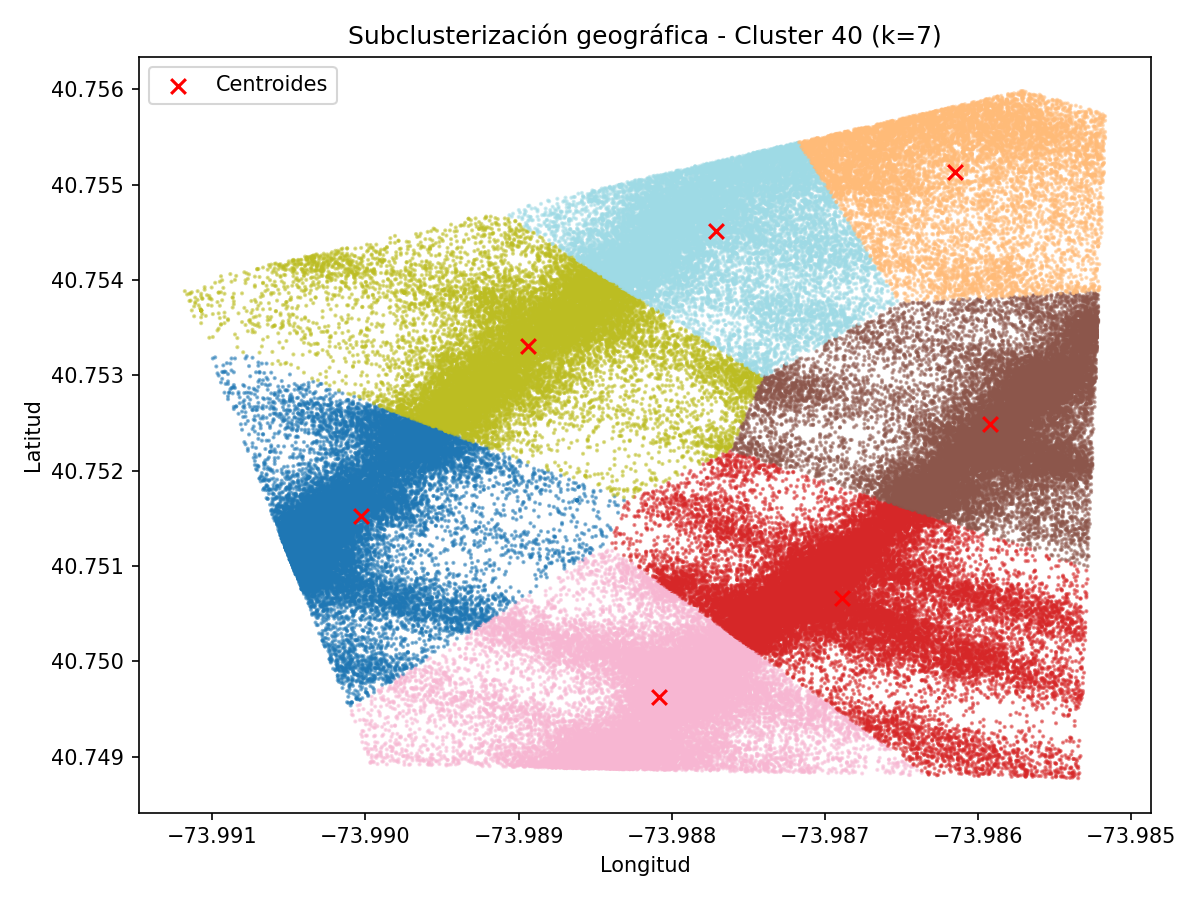 Subclusterización geográfica - Cluster 40 (k=7)
Centroides
40.756
40.755
40.754
40.753
40.752
40.751
40.750
40.749
Latitud
−73.991 −73.990 −73.989 −73.988 −73.987 −73.986 −73.985
Longitud